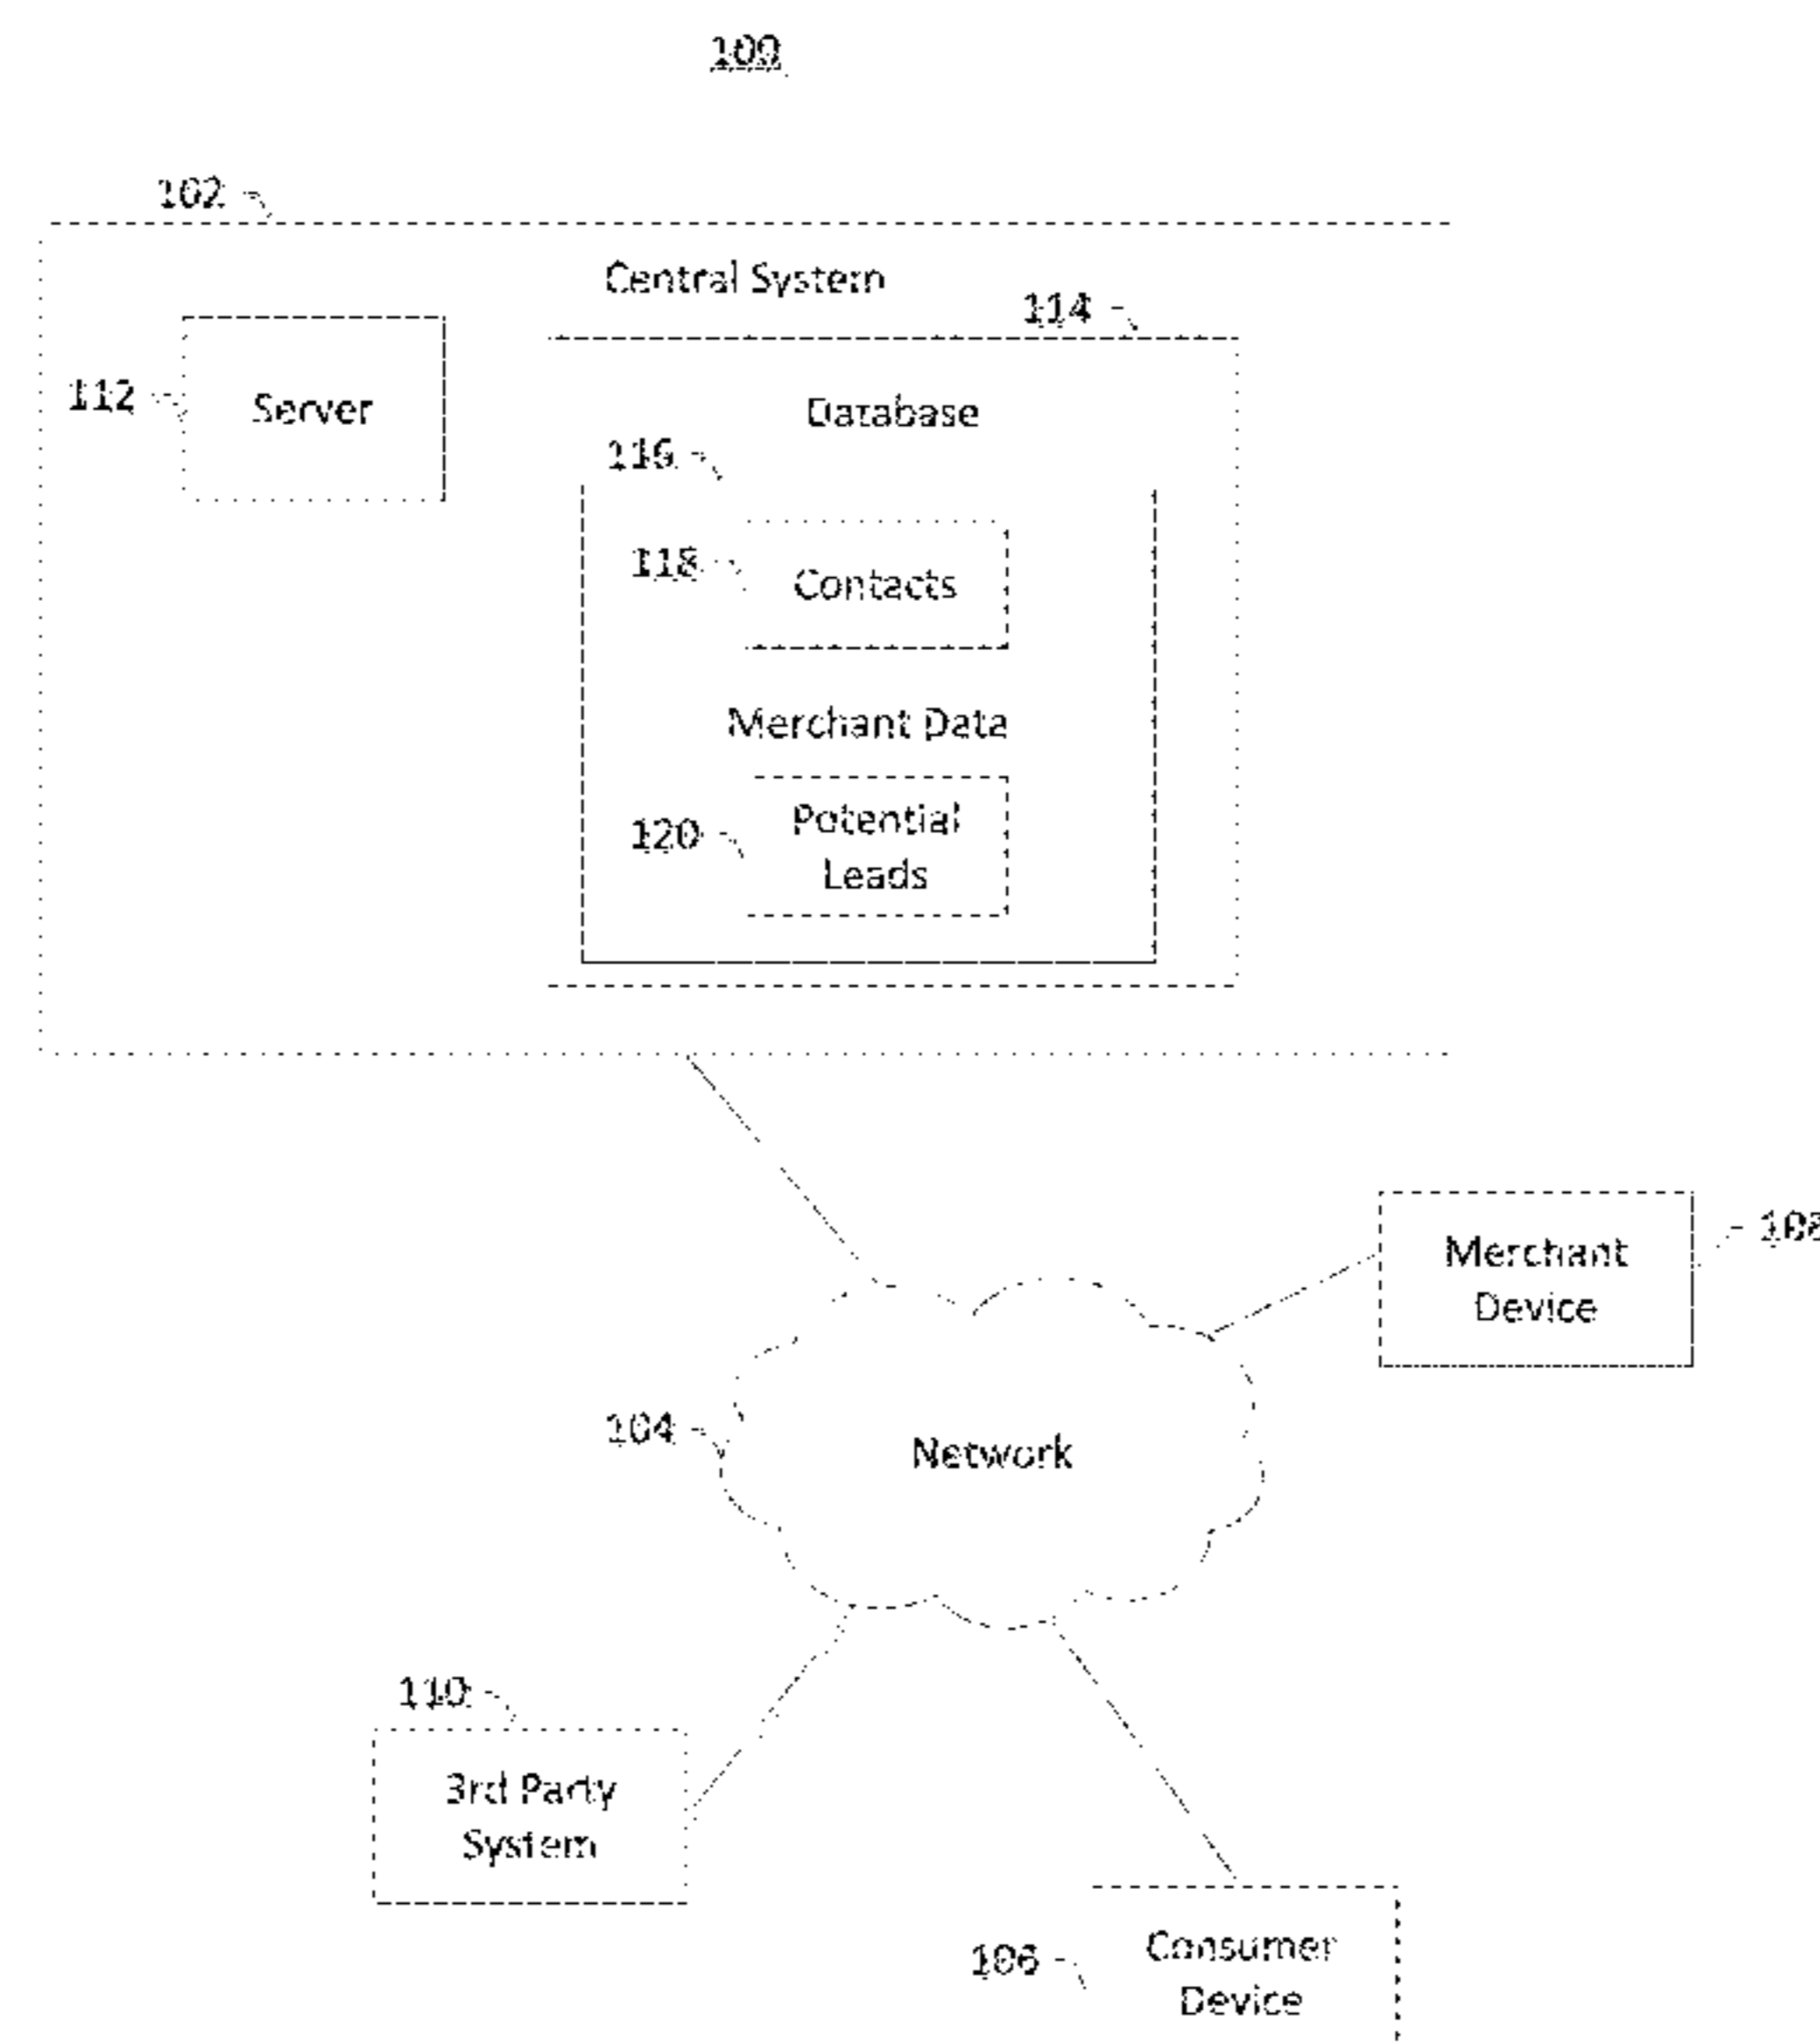 100
102
Central System
114
112
Server
Database
116
118
Contacts
Merchant Data
120
Potential
Leads
Merchant
Device
104
Network
110
3rd Party
System
106
Consumer
Device